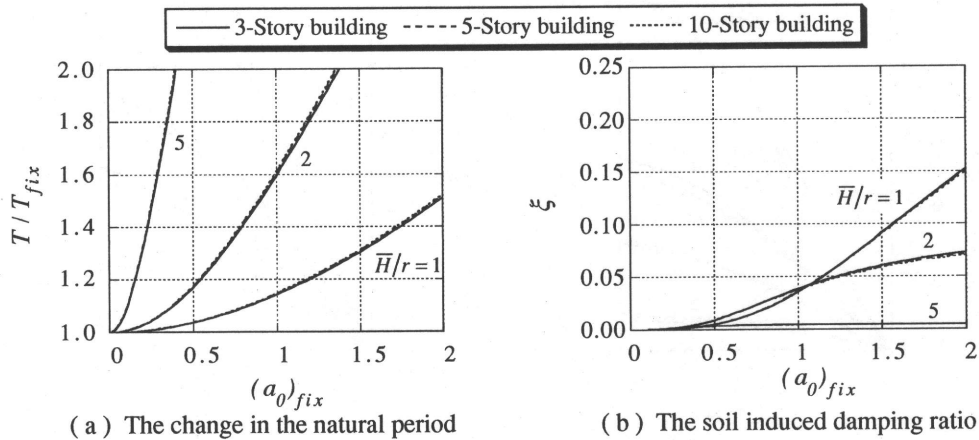 3-Story building 5-Story building 10-Story building
2.0
1.8
1.6
1.4
1.2
1.0
T / T_fix
5
2
H̅/r = 1
0 0.5 1 1.5 2
(a_0)_fix
( a ) The change in the natural period
0.25
0.20
0.15
0.10
0.05
0.00
ξ
H̅/r = 1
2
5
0 0.5 1 1.5 2
(a_0)_fix
( b ) The soil induced damping ratio